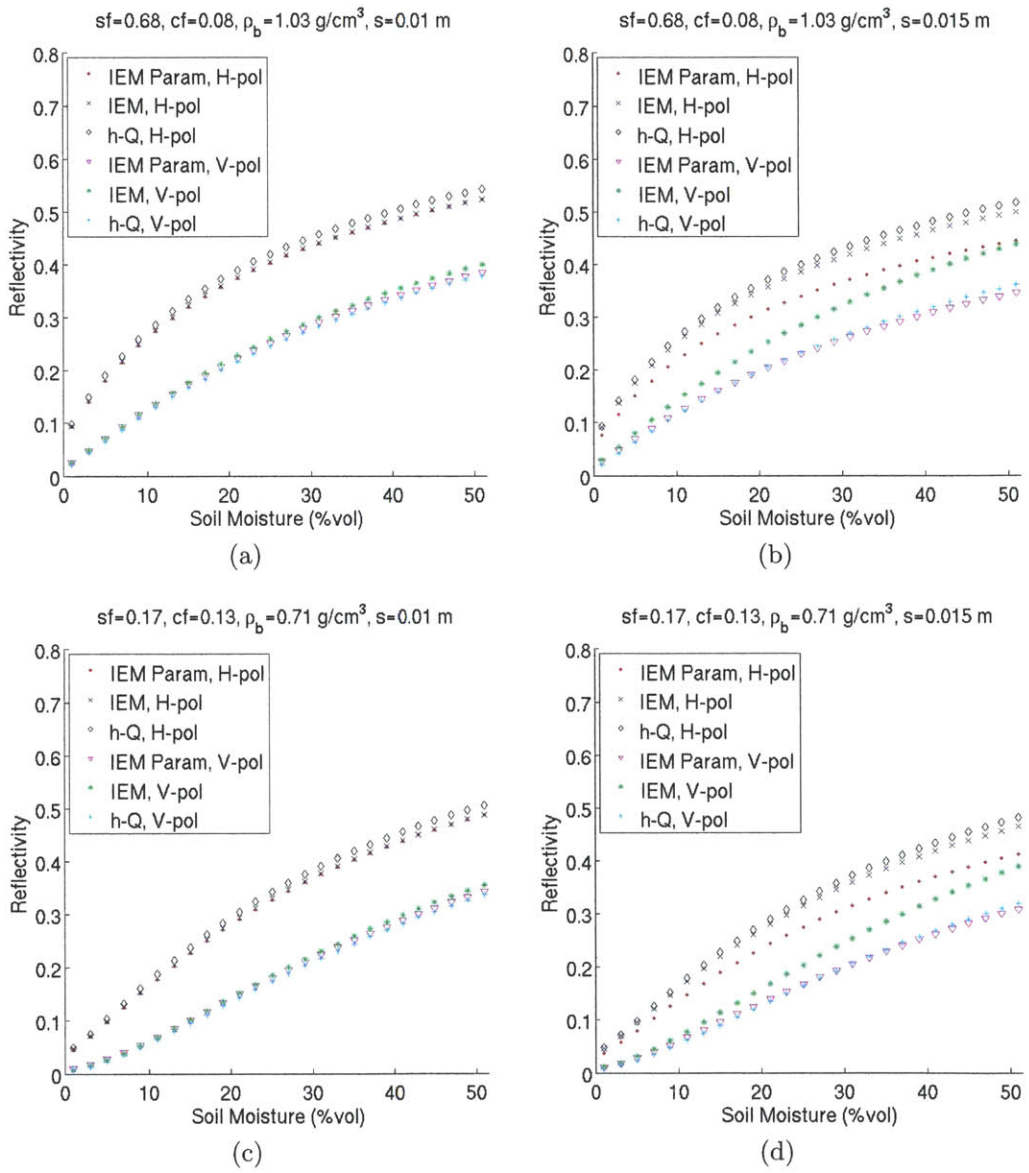 sf=0.68, cf=0.08, ρb=1.03 g/cm³, s=0.01 m
0.8
0.7
0.6
0.5
0.4
0.3
0.2
0.1
0
Reflectivity
IEM Param, H-pol
IEM, H-pol
h-Q, H-pol
IEM Param, V-pol
IEM, V-pol
h-Q, V-pol
0 10 20 30 40 50
Soil Moisture (%vol)
(a)
sf=0.68, cf=0.08, ρb=1.03 g/cm³, s=0.015 m
0.8
0.7
0.6
0.5
0.4
0.3
0.2
0.1
0
Reflectivity
IEM Param, H-pol
IEM, H-pol
h-Q, H-pol
IEM Param, V-pol
IEM, V-pol
h-Q, V-pol
0 10 20 30 40 50
Soil Moisture (%vol)
(b)
sf=0.17, cf=0.13, ρb=0.71 g/cm³, s=0.01 m
0.8
0.7
0.6
0.5
0.4
0.3
0.2
0.1
0
Reflectivity
IEM Param, H-pol
IEM, H-pol
h-Q, H-pol
IEM Param, V-pol
IEM, V-pol
h-Q, V-pol
0 10 20 30 40 50
Soil Moisture (%vol)
(c)
sf=0.17, cf=0.13, ρb=0.71 g/cm³, s=0.015 m
0.8
0.7
0.6
0.5
0.4
0.3
0.2
0.1
0
Reflectivity
IEM Param, H-pol
IEM, H-pol
h-Q, H-pol
IEM Param, V-pol
IEM, V-pol
h-Q, V-pol
0 10 20 30 40 50
Soil Moisture (%vol)
(d)